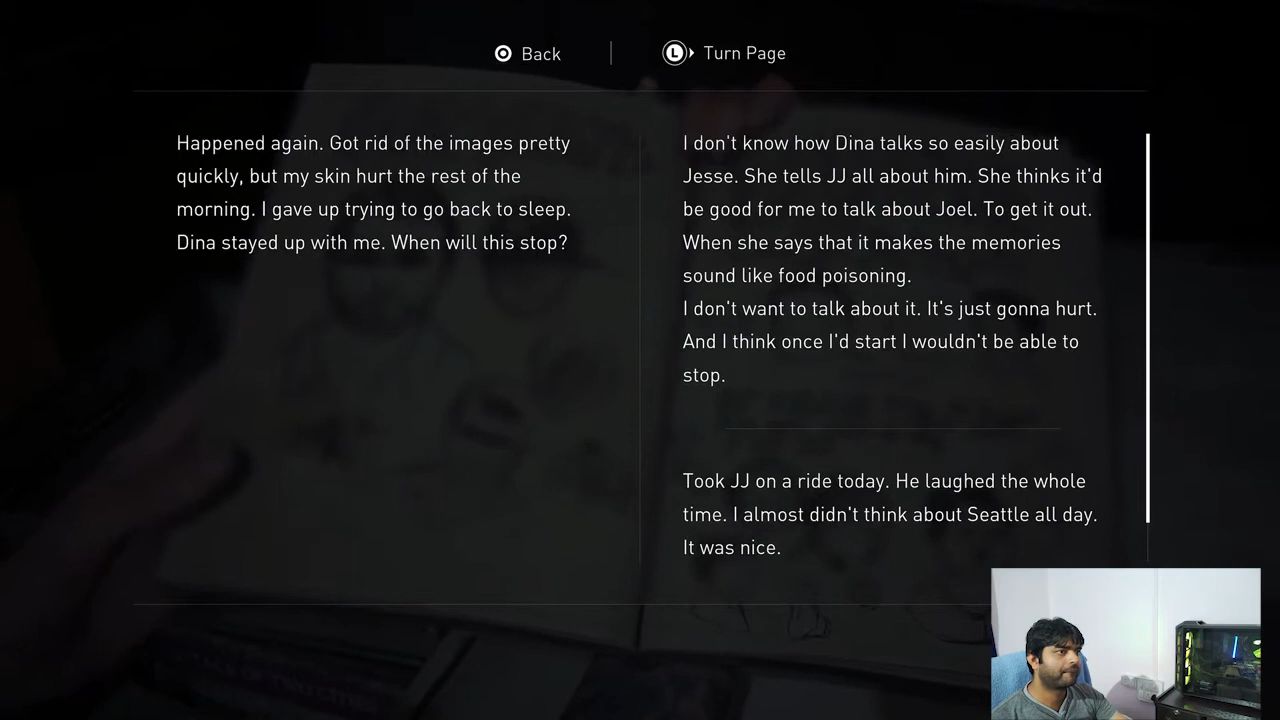 Back
Turn Page
Happened again. Got rid of the images pretty
quickly, but my skin hurt the rest of the
morning. I gave up trying to go back to sleep.
Dina stayed up with me. When will this stop?
I don't know how Dina talks so easily about
Jesse. She tells JJ all about him. She thinks it'd
be good for me to talk about Joel. To get it out.
When she says that it makes the memories
sound like food poisoning.
I don't want to talk about it. It's just gonna hurt.
And I think once I'd start I wouldn't be able to
stop.
Took JJ on a ride today. He laughed the whole
time. I almost didn't think about Seattle all day.
It was nice.